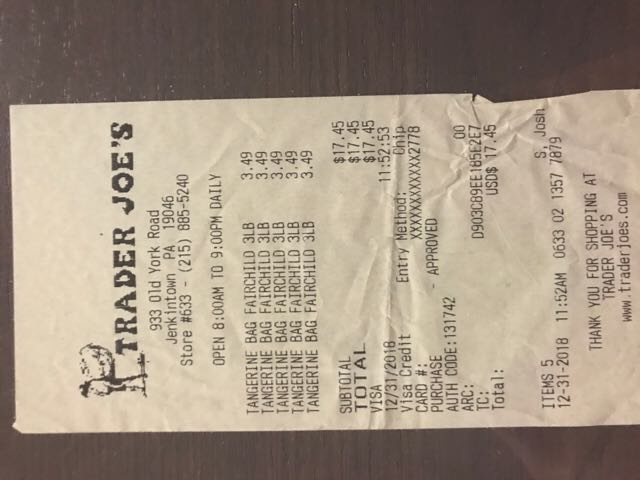 TRADER JOE'S
933 Old York Road
Jenkintown PA 19046
Store #633 - (215) 885-5240
OPEN 8:00AM TO 9:00PM DAILY
TANGERINE BAG FAIRCHILD 3LB 3.49
TANGERINE BAG FAIRCHILD 3LB 3.49
TANGERINE BAG FAIRCHILD 3LB 3.49
TANGERINE BAG FAIRCHILD 3LB 3.49
TANGERINE BAG FAIRCHILD 3LB 3.49
SUBTOTAL $17.45
TOTAL $17.45
VISA $17.45
12/31/2018 11:52:53
Visa Credit Entry Method: Chip
CARD #: XXXXXXXXXXXX2778
PURCHASE - APPROVED
AUTH CODE:131742
ARC: 00
TC: D903C89EE185E2E7
Total: USD$ 17.45
ITEMS 5 S, Josh
12-31-2018 11:52AM 0633 02 1357 7879
THANK YOU FOR SHOPPING AT
TRADER JOE'S
www.traderjoes.com